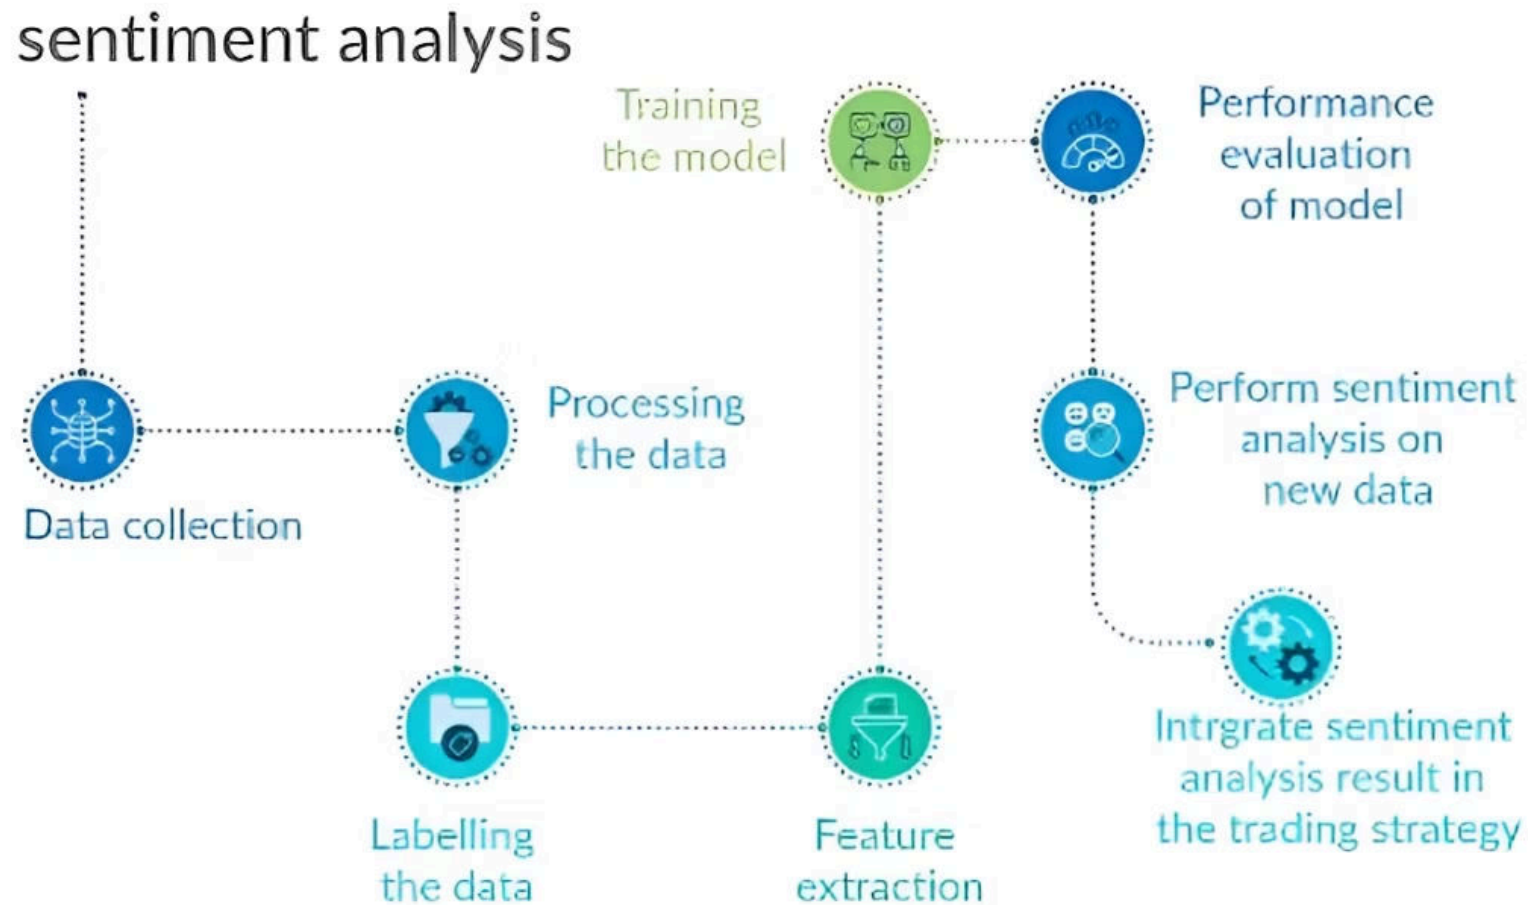 sentiment analysis
Data collection
Processing
the data
Labelling
the data
Feature
extraction
Training
the model
Performance
evaluation
of model
Perform sentiment
analysis on
new data
Intrgrate sentiment
analysis result in
the trading strategy